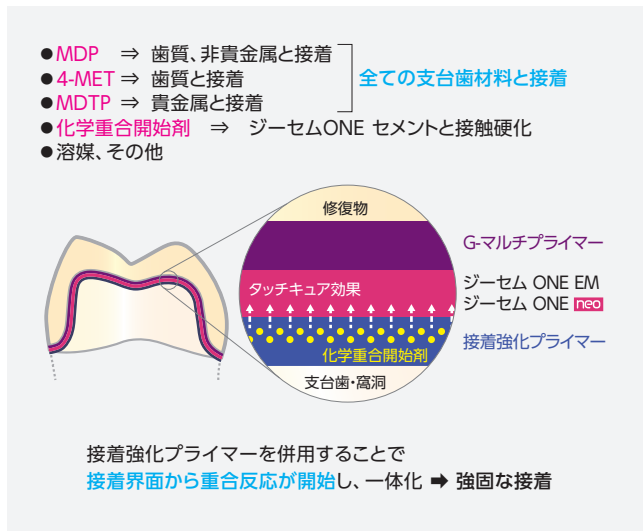 ●MDP ⇒ 歯質、非貴金属と接着
●4-MET ⇒ 歯質と接着
●MDTP ⇒ 貴金属と接着
全ての支台歯材料と接着
●化学重合開始剤 ⇒ ジーセムONE セメントと接触硬化
●溶媒、その他
修復物
G-マルチプライマー
タッチキュア効果
ジーセム ONE EM
ジーセム ONE neo
接着強化プライマー
化学重合開始剤
支台歯・窩洞
接着強化プライマーを併用することで
接着界面から重合反応が開始し、一体化 ➡ 強固な接着